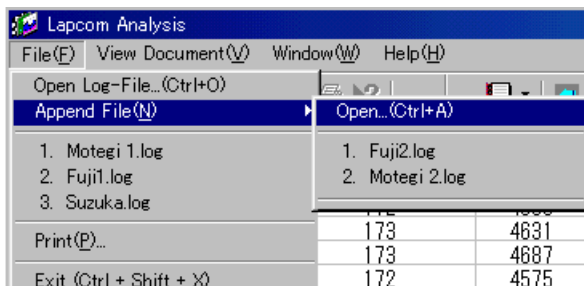 Lapcom Analysis
File(F) View Document(V) Window(W) Help(H)
Open Log-File...(Ctrl+O)
Append File(N)
Open...(Ctrl+A)
1. Motegi 1.log
2. Fuji1.log
3. Suzuka.log
1. Fuji2.log
2. Motegi 2.log
Print(P)...
Exit (Ctrl + Shift + X)
173 4631
173 4687
172 4575